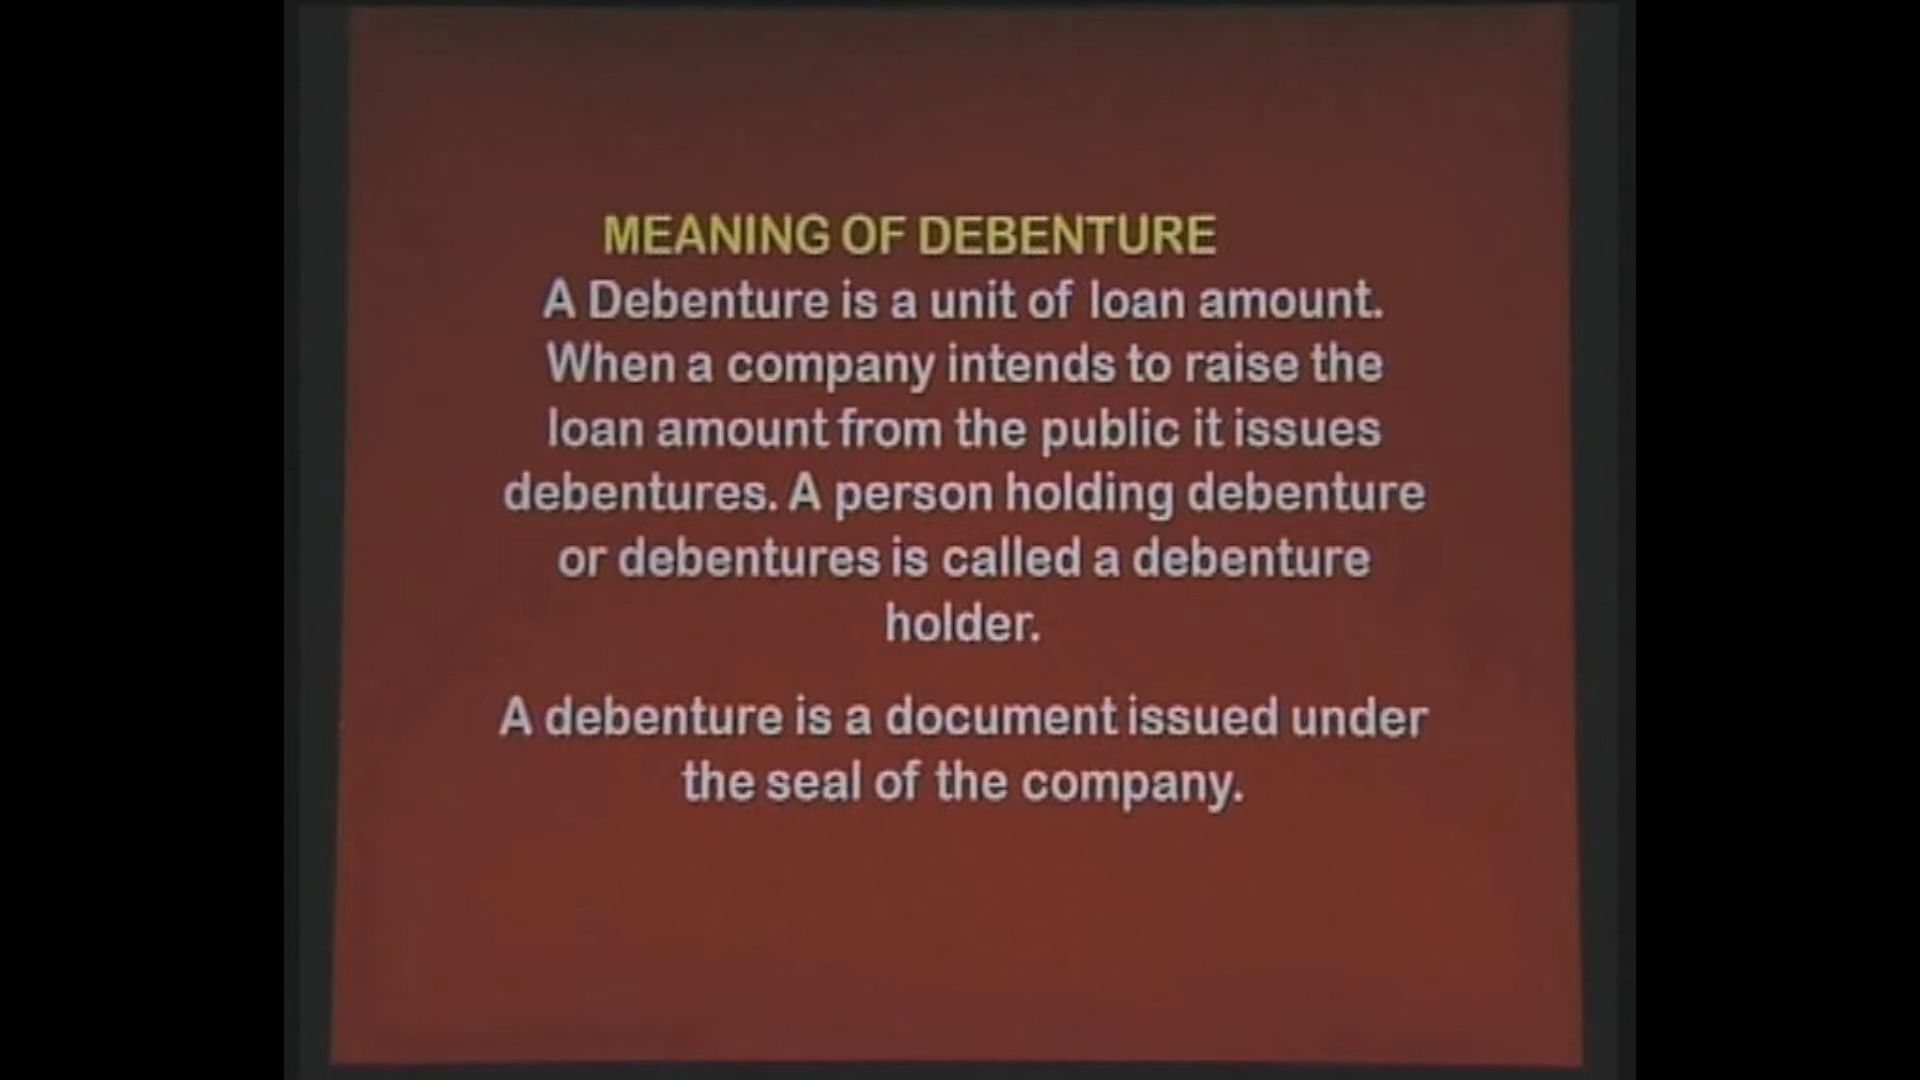 MEANING OF DEBENTURE
A Debenture is a unit of loan amount.
When a company intends to raise the
loan amount from the public it issues
debentures. A person holding debenture
or debentures is called a debenture
holder.
A debenture is a document issued under
the seal of the company.